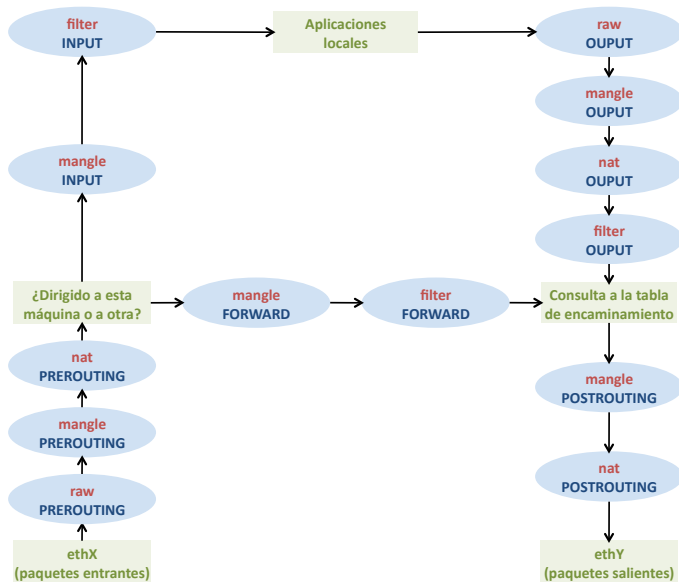 filter
INPUT
Aplicaciones
locales
raw
OUPUT
mangle
OUPUT
mangle
INPUT
nat
OUPUT
filter
OUPUT
¿Dirigido a esta
máquina o a otra?
mangle
FORWARD
filter
FORWARD
Consulta a la tabla
de encaminamiento
nat
PREROUTING
mangle
POSTROUTING
mangle
PREROUTING
nat
POSTROUTING
raw
PREROUTING
ethX
(paquetes entrantes)
ethY
(paquetes salientes)